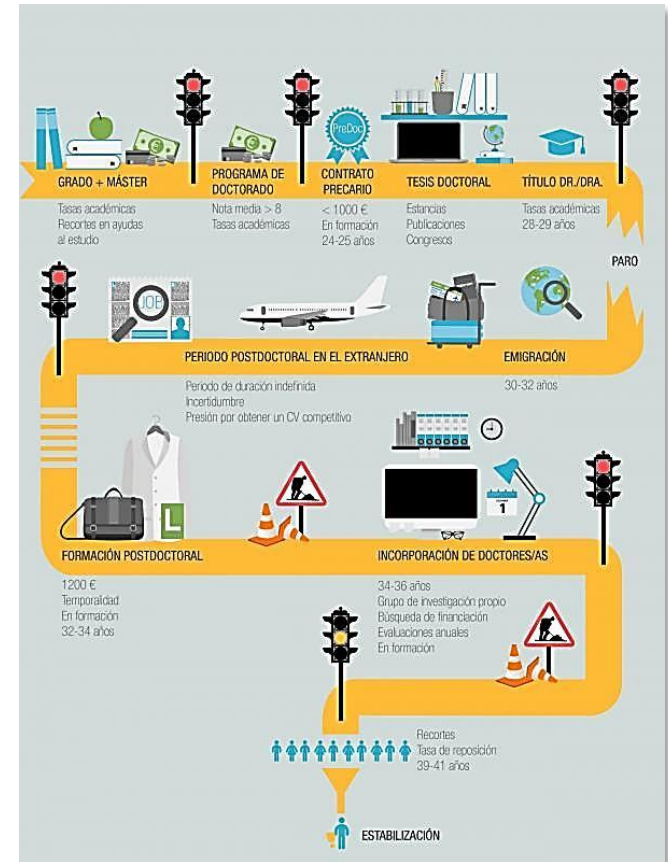 PreDoc
GRADO + MÁSTER
Tasas académicas
Recortes en ayudas
al estudio
PROGRAMA DE
DOCTORADO
Nota media > 8
Tasas académicas
CONTRATO
PRECARIO
< 1000 €
En formación
24-25 años
TESIS DOCTORAL
Estancias
Publicaciones
Congresos
TÍTULO DR./DRA.
Tasas académicas
28-29 años
PARO
JOB
PERIODO POSTDOCTORAL EN EL EXTRANJERO
Periodo de duración indefinida
Incertidumbre
Presión por obtener un CV competitivo
EMIGRACIÓN
30-32 años
L
1
FORMACIÓN POSTDOCTORAL
1200 €
Temporalidad
En formación
32-34 años
INCORPORACIÓN DE DOCTORES/AS
34-36 años
Grupo de investigación propio
Búsqueda de financiación
Evaluaciones anuales
En formación
Recortes
Tasa de reposición
39-41 años
ESTABILIZACIÓN